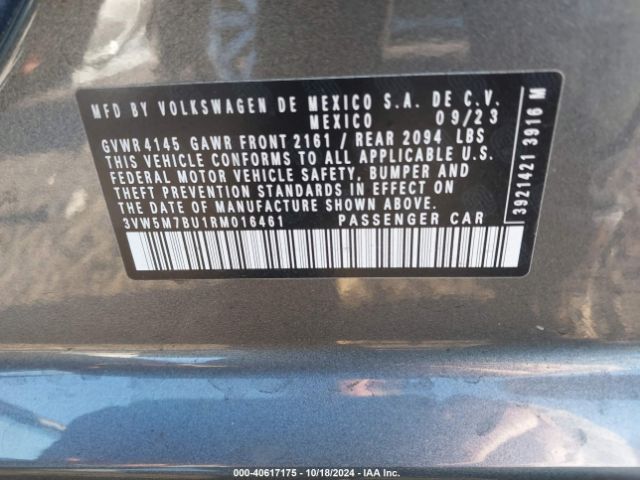 MFD BY VOLKSWAGEN DE MEXICO S.A. DE C.V.
MEXICO 09/23
GVWR 4145 GAWR FRONT 2161 / REAR 2094 LBS
THIS VEHICLE CONFORMS TO ALL APPLICABLE U.S.
FEDERAL MOTOR VEHICLE SAFETY, BUMPER AND
THEFT PREVENTION STANDARDS IN EFFECT ON
THE DATE OF MANUFACTURE SHOWN ABOVE.
3VW5M7BU1RM016461 PASSENGER CAR
3921421 3916 M
000-40617175 - 10/18/2024 - IAA Inc.